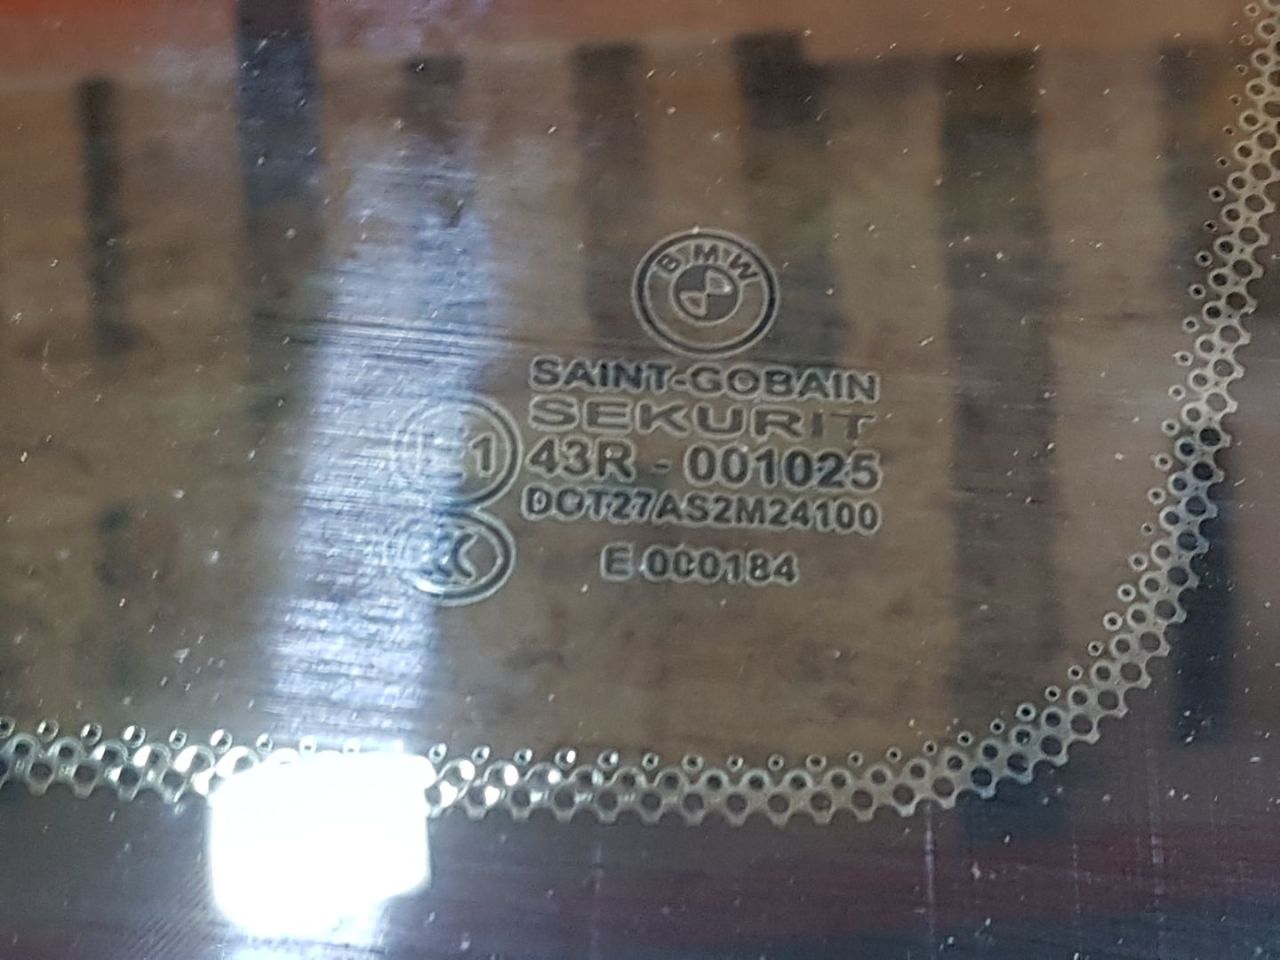 BMW
SAINT-GOBAIN
SEKURIT
43R - 001025
DOT27AS2M24100
E 000184